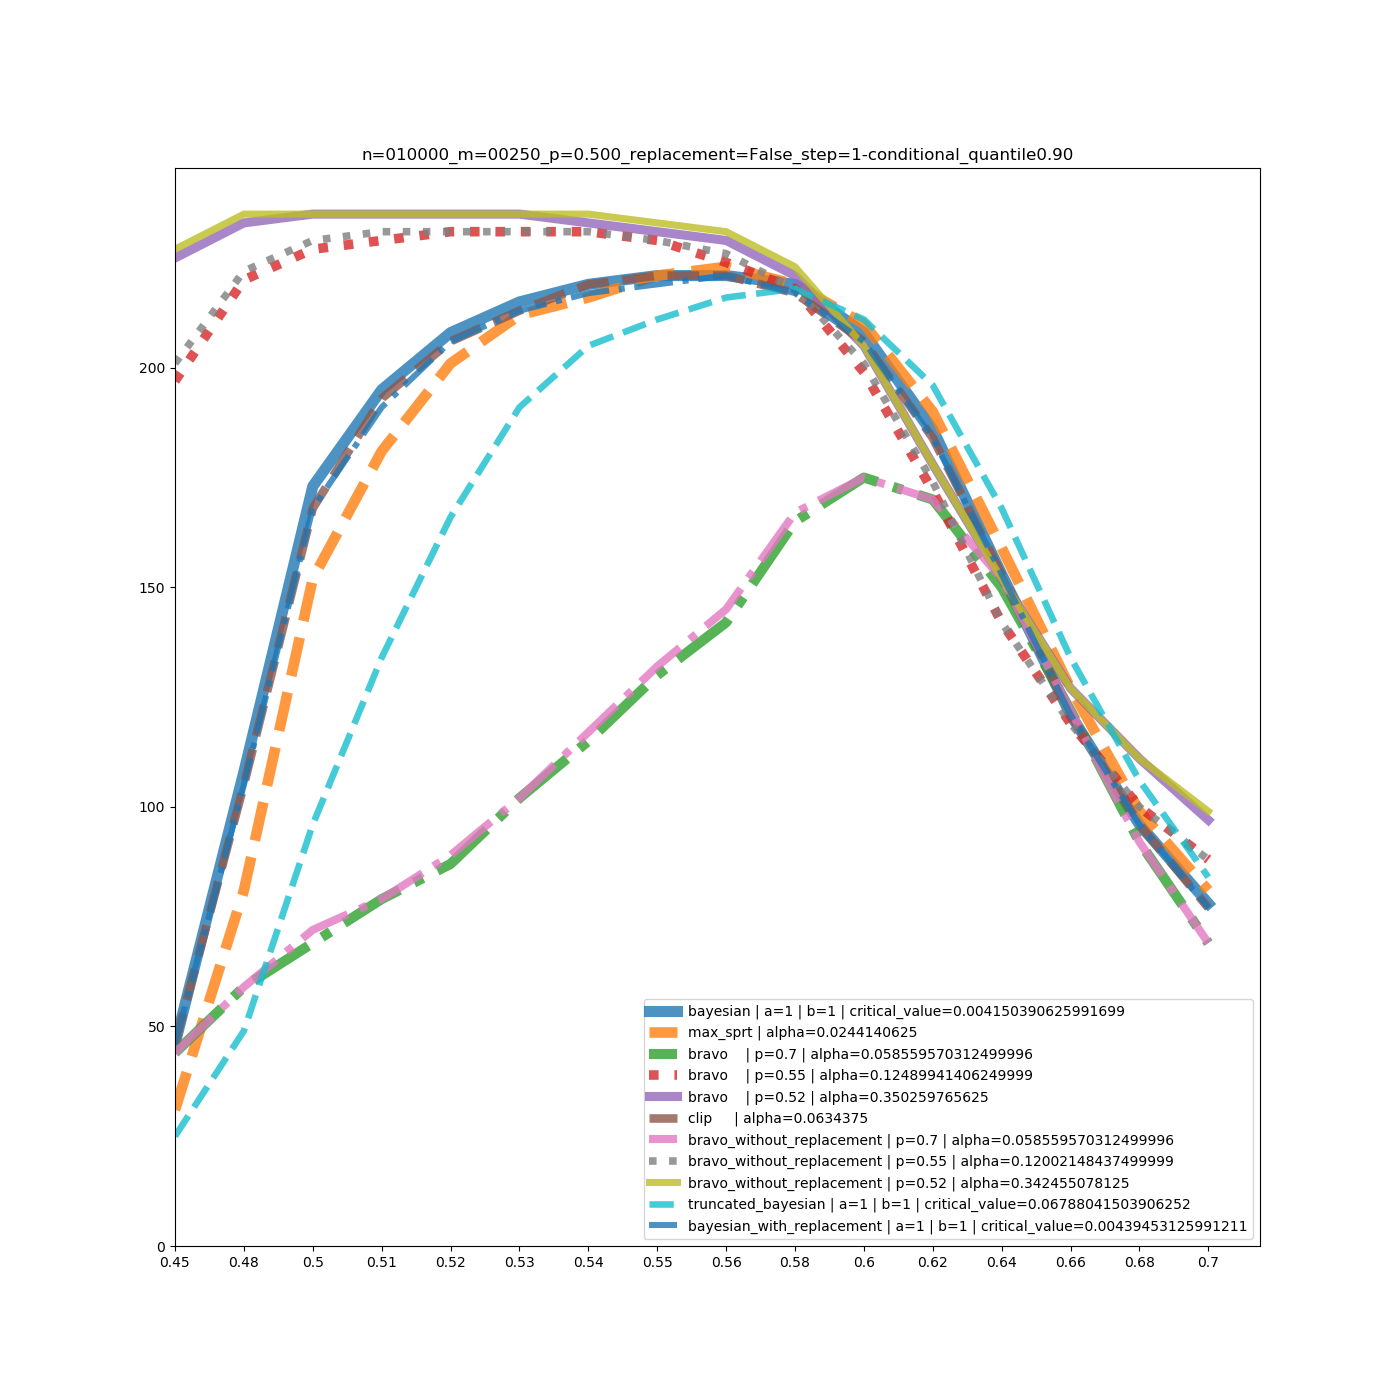 n=010000_m=00250_p=0.500_replacement=False_step=1-conditional_quantile0.90
200
150
100
50
0
0.45 0.48 0.5 0.51 0.52 0.53 0.54 0.55 0.56 0.58 0.6 0.62 0.64 0.66 0.68 0.7
bayesian | a=1 | b=1 | critical_value=0.004150390625991699
max_sprt | alpha=0.0244140625
bravo | p=0.7 | alpha=0.058559570312499996
bravo | p=0.55 | alpha=0.12489941406249999
bravo | p=0.52 | alpha=0.350259765625
clip | alpha=0.0634375
bravo_without_replacement | p=0.7 | alpha=0.058559570312499996
bravo_without_replacement | p=0.55 | alpha=0.12002148437499999
bravo_without_replacement | p=0.52 | alpha=0.342455078125
truncated_bayesian | a=1 | b=1 | critical_value=0.06788041503906252
bayesian_with_replacement | a=1 | b=1 | critical_value=0.00439453125991211